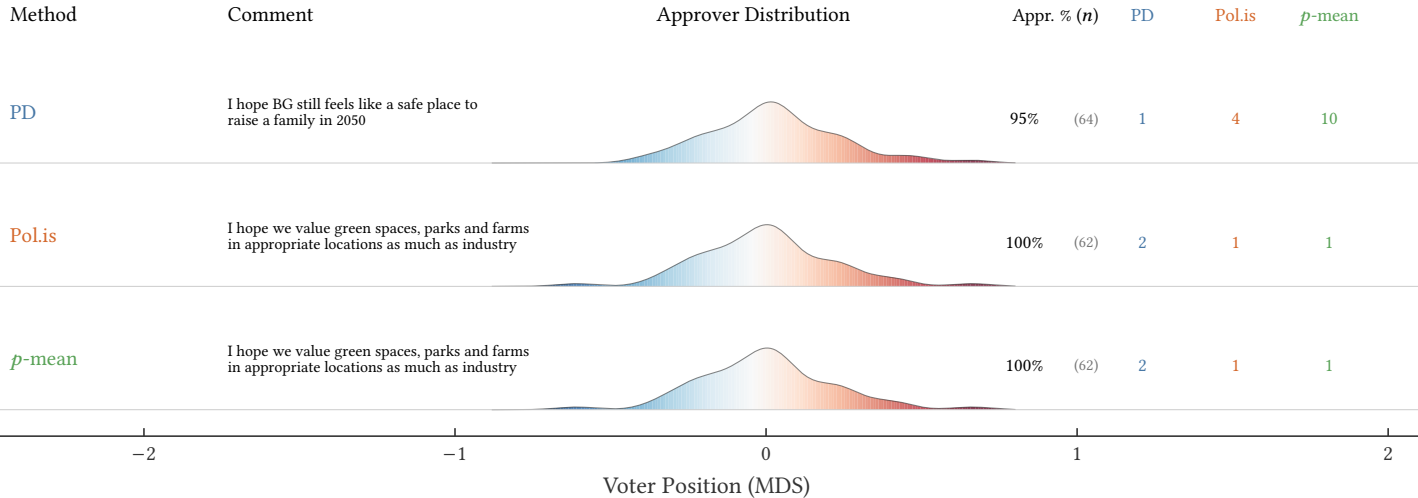 Method Comment Approver Distribution Appr. % (n) PD Pol.is p-mean
PD I hope BG still feels like a safe place to 95% (64) 1 4 10
raise a family in 2050
Pol.is I hope we value green spaces, parks and farms 100% (62) 2 1 1
in appropriate locations as much as industry
p-mean I hope we value green spaces, parks and farms 100% (62) 2 1 1
in appropriate locations as much as industry
−2 −1 0 1 2
Voter Position (MDS)